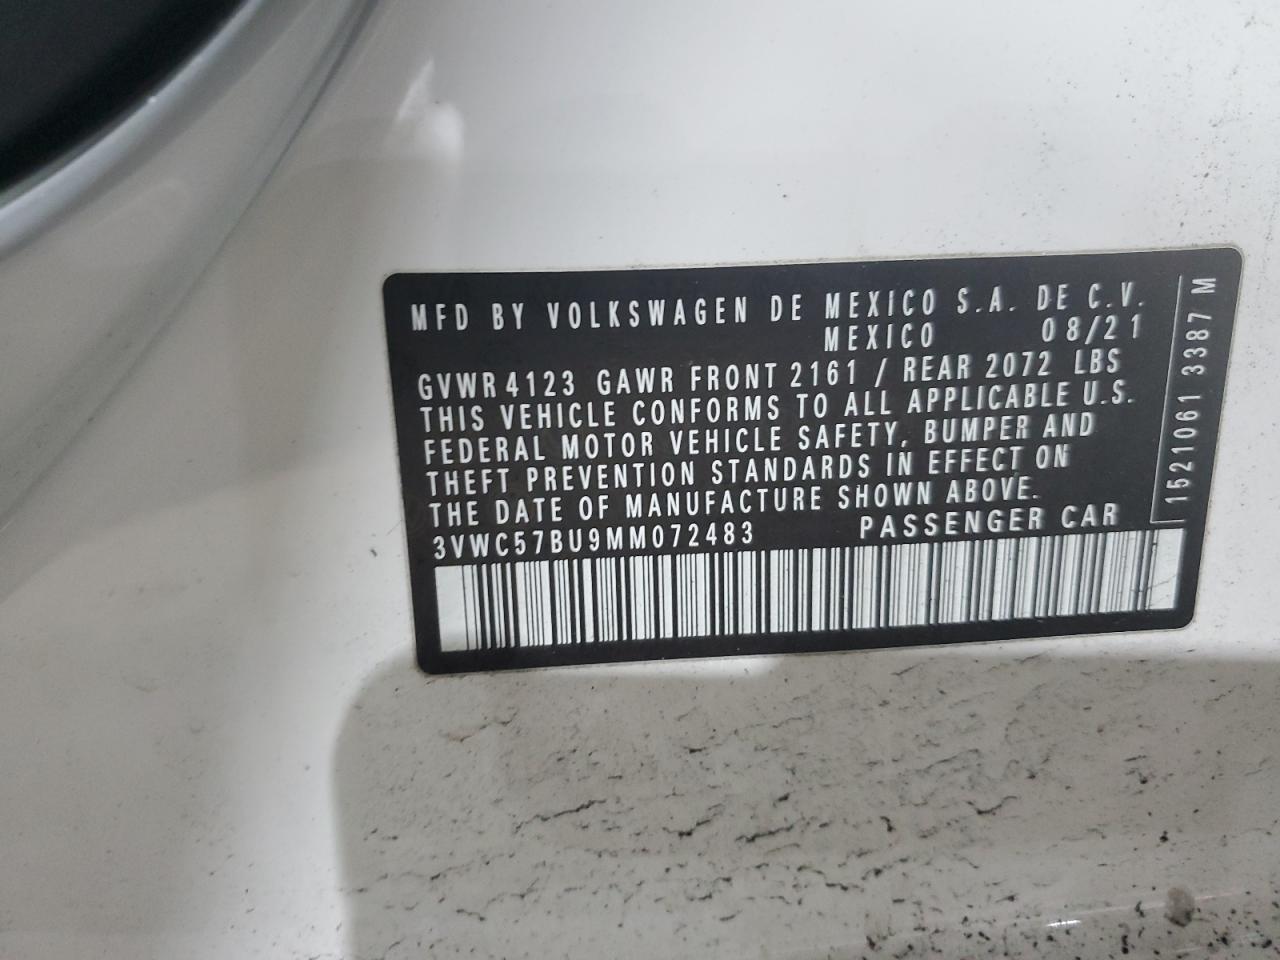 MFD BY VOLKSWAGEN DE MEXICO S.A. DE C.V.
MEXICO 08/21
GVWR 4123 GAWR FRONT 2161 / REAR 2072 LBS
THIS VEHICLE CONFORMS TO ALL APPLICABLE U.S.
FEDERAL MOTOR VEHICLE SAFETY, BUMPER AND
THEFT PREVENTION STANDARDS IN EFFECT ON
THE DATE OF MANUFACTURE SHOWN ABOVE.
3VWC57BU9MM072483 PASSENGER CAR
1521061 3387 M